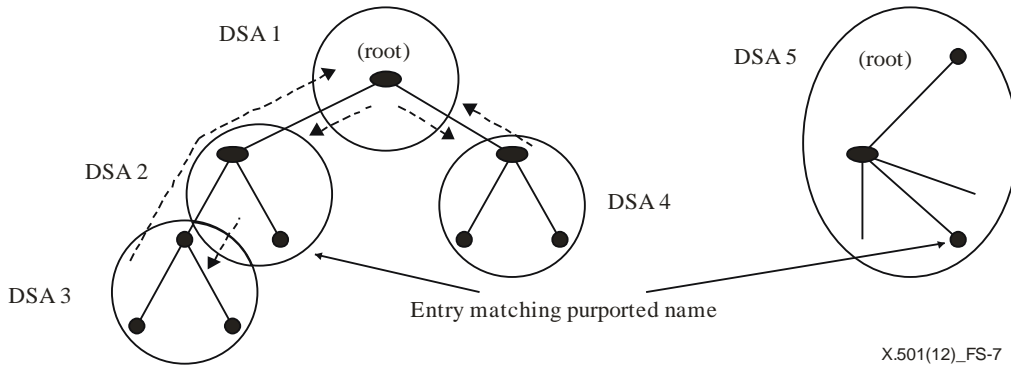 DSA 1
(root)
DSA 5
(root)
DSA 2
DSA 4
DSA 3
Entry matching purported name
X.501(12)_FS-7